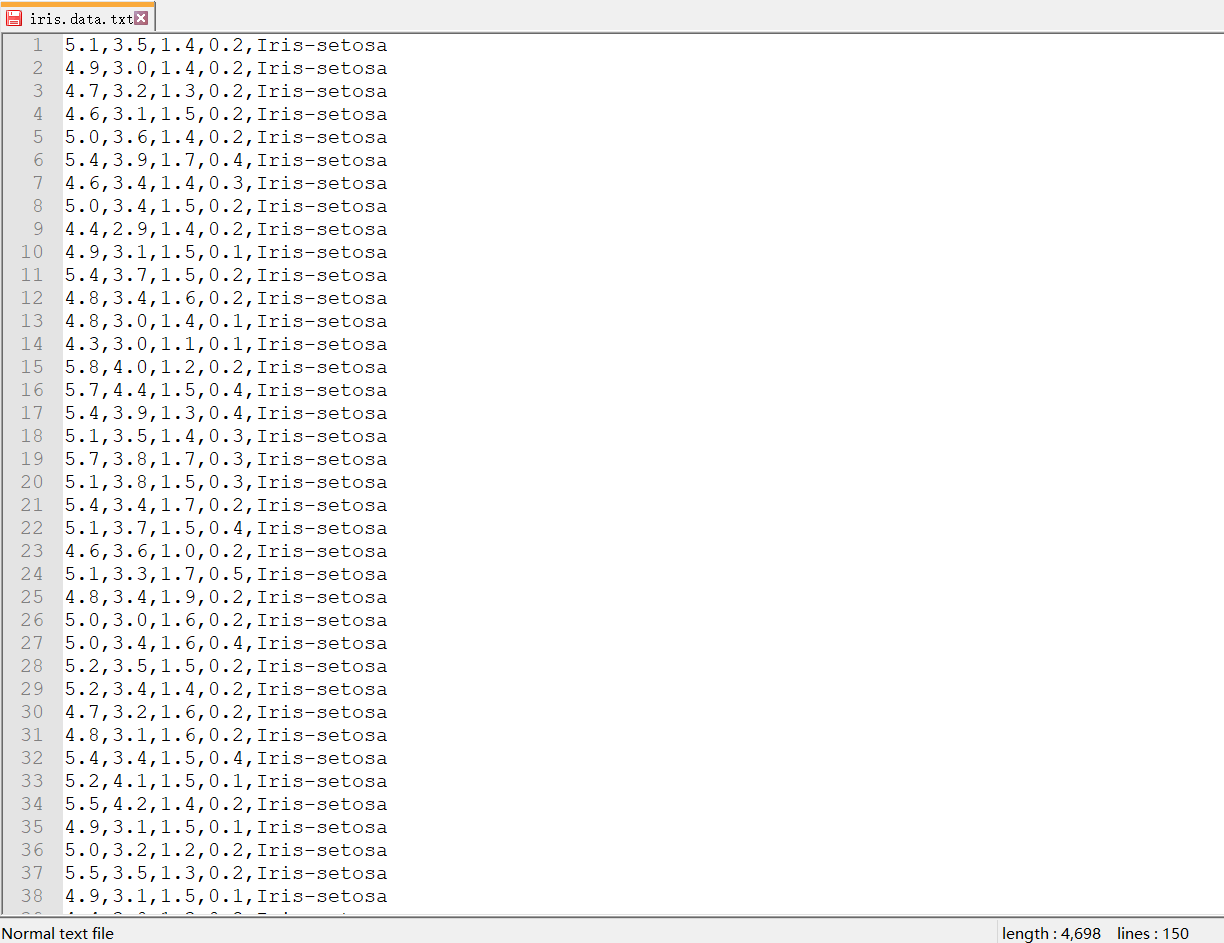 iris.data.txt
1 5.1,3.5,1.4,0.2,Iris-setosa
2 4.9,3.0,1.4,0.2,Iris-setosa
3 4.7,3.2,1.3,0.2,Iris-setosa
4 4.6,3.1,1.5,0.2,Iris-setosa
5 5.0,3.6,1.4,0.2,Iris-setosa
6 5.4,3.9,1.7,0.4,Iris-setosa
7 4.6,3.4,1.4,0.3,Iris-setosa
8 5.0,3.4,1.5,0.2,Iris-setosa
9 4.4,2.9,1.4,0.2,Iris-setosa
10 4.9,3.1,1.5,0.1,Iris-setosa
11 5.4,3.7,1.5,0.2,Iris-setosa
12 4.8,3.4,1.6,0.2,Iris-setosa
13 4.8,3.0,1.4,0.1,Iris-setosa
14 4.3,3.0,1.1,0.1,Iris-setosa
15 5.8,4.0,1.2,0.2,Iris-setosa
16 5.7,4.4,1.5,0.4,Iris-setosa
17 5.4,3.9,1.3,0.4,Iris-setosa
18 5.1,3.5,1.4,0.3,Iris-setosa
19 5.7,3.8,1.7,0.3,Iris-setosa
20 5.1,3.8,1.5,0.3,Iris-setosa
21 5.4,3.4,1.7,0.2,Iris-setosa
22 5.1,3.7,1.5,0.4,Iris-setosa
23 4.6,3.6,1.0,0.2,Iris-setosa
24 5.1,3.3,1.7,0.5,Iris-setosa
25 4.8,3.4,1.9,0.2,Iris-setosa
26 5.0,3.0,1.6,0.2,Iris-setosa
27 5.0,3.4,1.6,0.4,Iris-setosa
28 5.2,3.5,1.5,0.2,Iris-setosa
29 5.2,3.4,1.4,0.2,Iris-setosa
30 4.7,3.2,1.6,0.2,Iris-setosa
31 4.8,3.1,1.6,0.2,Iris-setosa
32 5.4,3.4,1.5,0.4,Iris-setosa
33 5.2,4.1,1.5,0.1,Iris-setosa
34 5.5,4.2,1.4,0.2,Iris-setosa
35 4.9,3.1,1.5,0.1,Iris-setosa
36 5.0,3.2,1.2,0.2,Iris-setosa
37 5.5,3.5,1.3,0.2,Iris-setosa
38 4.9,3.1,1.5,0.1,Iris-setosa
Normal text file length : 4,698 lines : 150